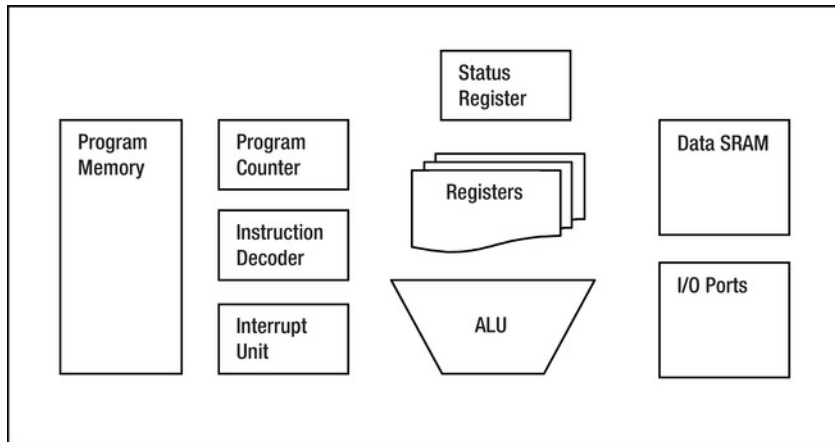 Program
Memory
Program
Counter
Instruction
Decoder
Interrupt
Unit
Status
Register
Registers
ALU
Data SRAM
I/O Ports